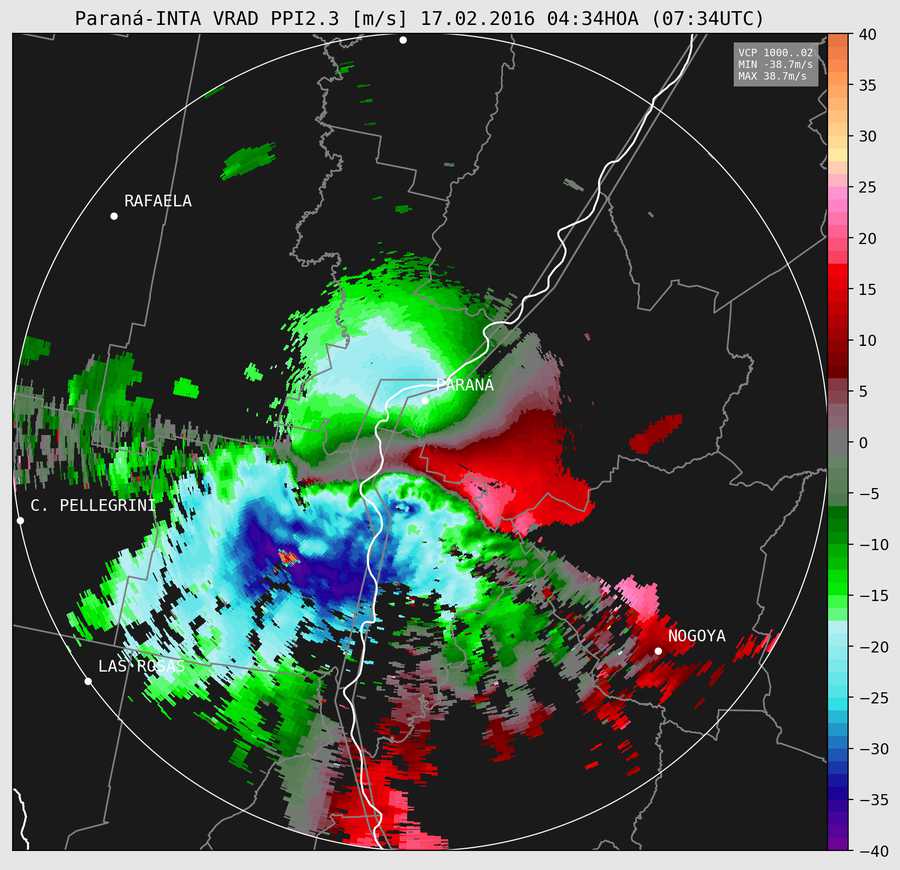 Paraná-INTA VRAD PPI2.3 [m/s] 17.02.2016 04:34HOA (07:34UTC)
VCP 1000..02
MIN -38.7m/s
MAX 38.7m/s
RAFAELA
PARANÁ
C. PELLEGRINI
NOGOYA
LAS ROSAS
40
35
30
25
20
15
10
5
0
−5
−10
−15
−20
−25
−30
−35
−40